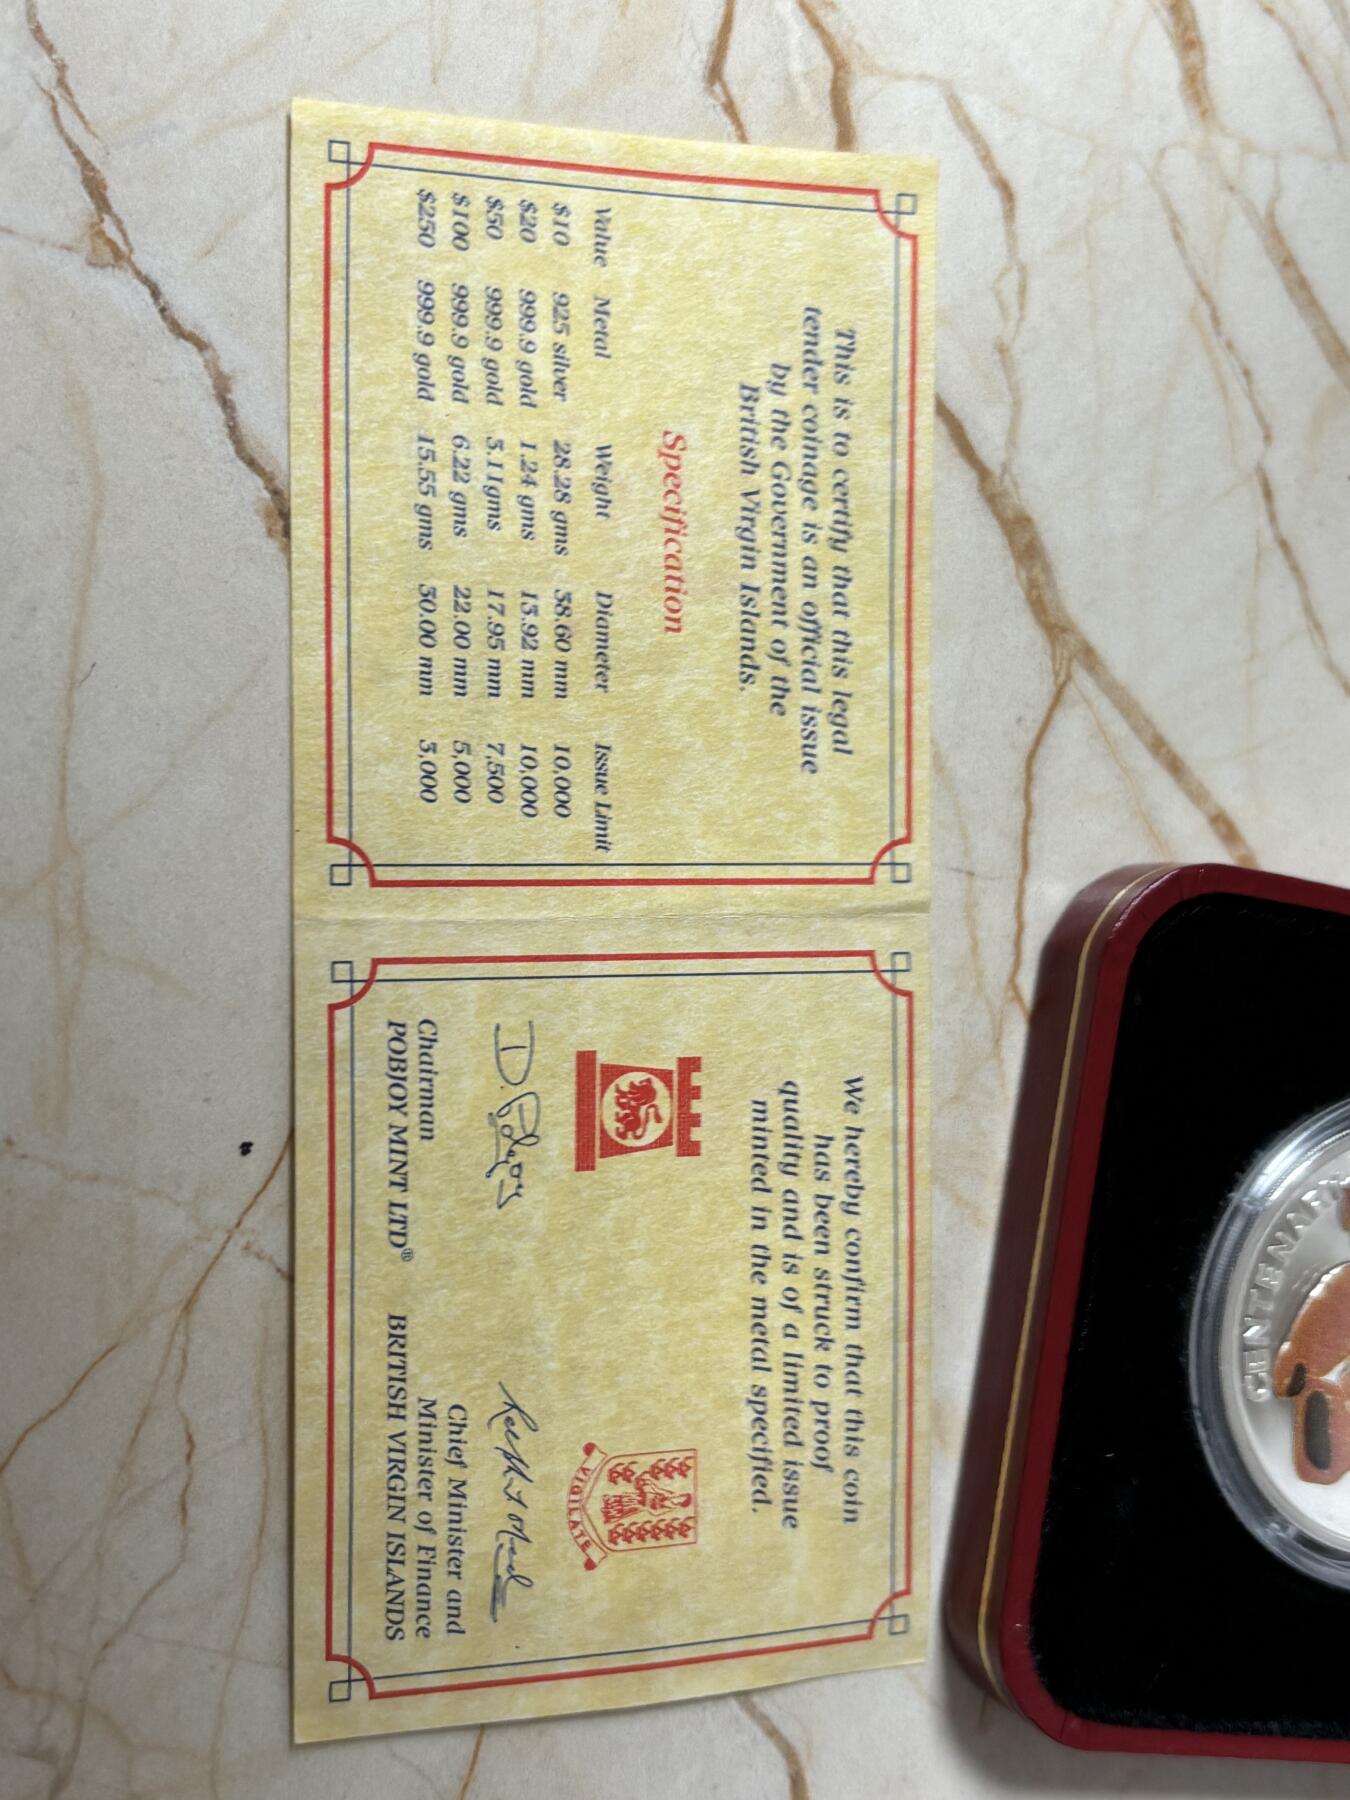 This is to certify that this legal
tender coinage is an official issue
by the Government of the
British Virgin Islands.
Specification
Value Metal Weight Diameter Issue Limit
$10 925 silver 28.28 gms 38.60 mm 10,000
$20 999.9 gold 1.24 gms 13.92 mm 10,000
$50 999.9 gold 3.11gms 17.95 mm 7,500
$100 999.9 gold 6.22 gms 22.00 mm 5,000
$250 999.9 gold 15.55 gms 30.00 mm 3,000
We hereby confirm that this coin
has been struck to proof
quality and is of a limited issue
minted in the metal specified.
VIGILATE
D. Pobjoy
Chairman
POBJOY MINT LTD®
Chief Minister and
Minister of Finance
BRITISH VIRGIN ISLANDS
CENTENAR